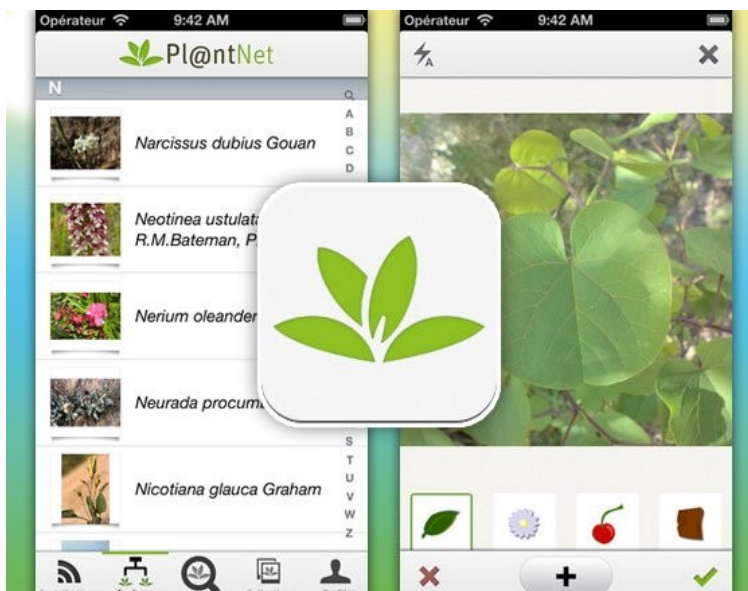 Opérateur 9:42 AM
Pl@ntNet
N
Narcissus dubius Gouan
Neotinea ustulata
R.M.Bateman, P.
Nerium oleander
Neurada procum
Nicotiana glauca Graham
A
B
C
D
S
T
U
V
W
Z
Opérateur 9:42 AM
A